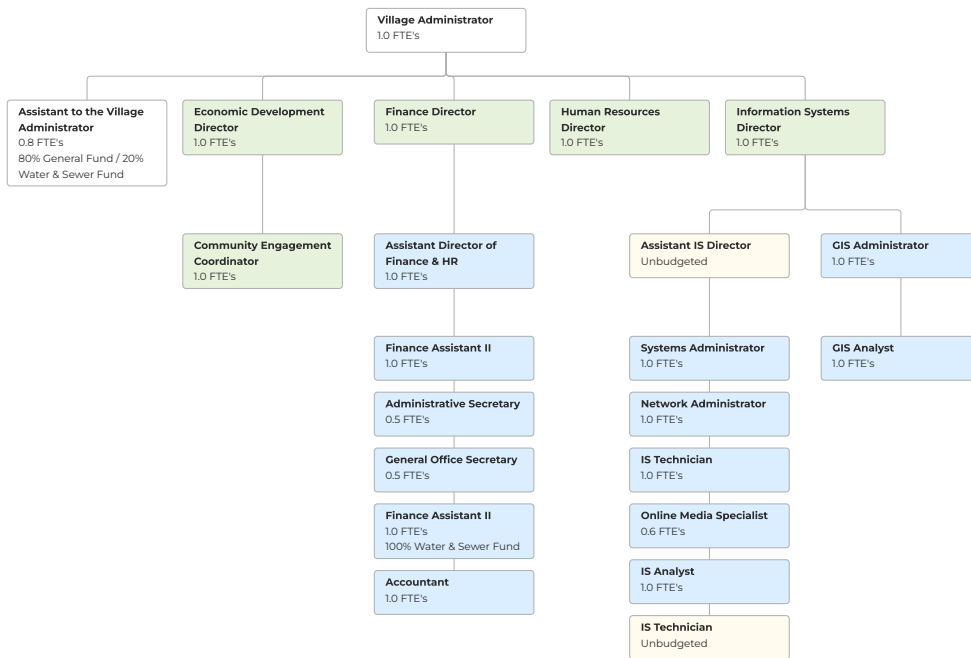 Village Administrator
1.0 FTE's
Assistant to the Village
Administrator
0.8 FTE's
80% General Fund / 20%
Water & Sewer Fund
Economic Development
Director
1.0 FTE's
Finance Director
1.0 FTE's
Human Resources
Director
1.0 FTE's
Information Systems
Director
1.0 FTE's
Community Engagement
Coordinator
1.0 FTE's
Assistant Director of
Finance & HR
1.0 FTE's
Assistant IS Director
Unbudgeted
GIS Administrator
1.0 FTE's
Finance Assistant II
1.0 FTE's
Administrative Secretary
0.5 FTE's
General Office Secretary
0.5 FTE's
Finance Assistant II
1.0 FTE's
100% Water & Sewer Fund
Accountant
1.0 FTE's
Systems Administrator
1.0 FTE's
Network Administrator
1.0 FTE's
IS Technician
1.0 FTE's
Online Media Specialist
0.6 FTE's
IS Analyst
1.0 FTE's
IS Technician
Unbudgeted
GIS Analyst
1.0 FTE's